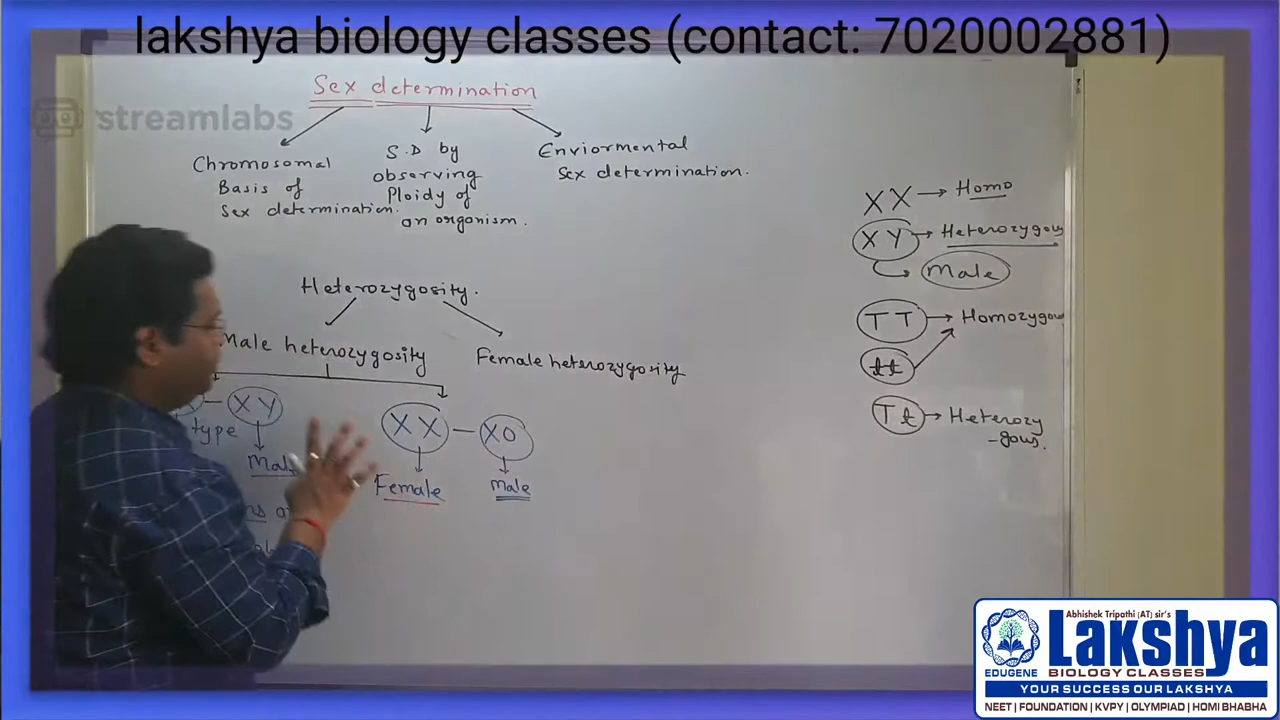 lakshya biology classes (contact: 7020002881)
streamlabs
Sex determination
Chromosomal
Basis of
Sex determination.
S.D by
observing
Ploidy of
an organism.
Enviormental
Sex determination.
Heterozygosity.
Male heterozygosity
Female heterozygosity
XY
type
Male
XX — XO
Female
Male
XX → Homo
XY → Heterozygous
Male
TT → Homozygous
tt
Tt → Heterozy
-gous.
Abhishek Tripathi (AT) sir's
Lakshya
EDUGENE
BIOLOGY CLASSES
YOUR SUCCESS OUR LAKSHYA
NEET | FOUNDATION | KVPY | OLYMPIAD | HOMI BHABHA